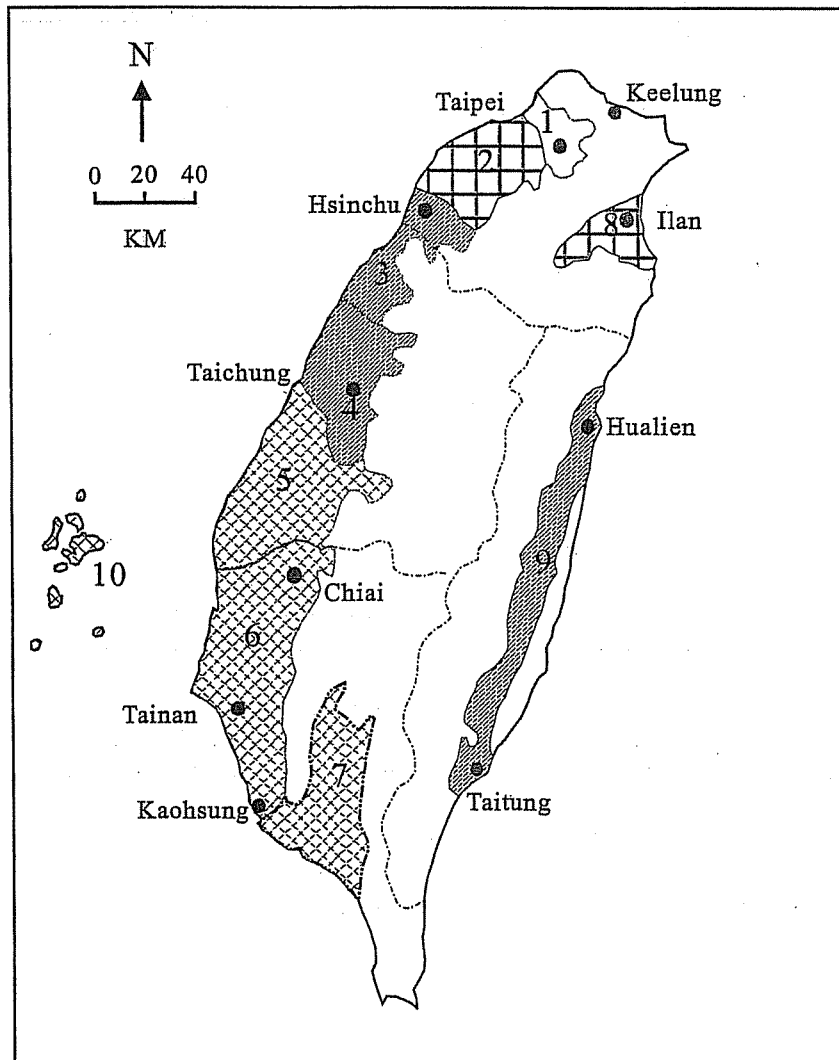 N
0 20 40
KM
Taipei
Keelung
1
2
Hsinchu
8
Ilan
3
Taichung
4
Hualien
5
10
9
Chiai
6
Tainan
7
Kaohsung
Taitung